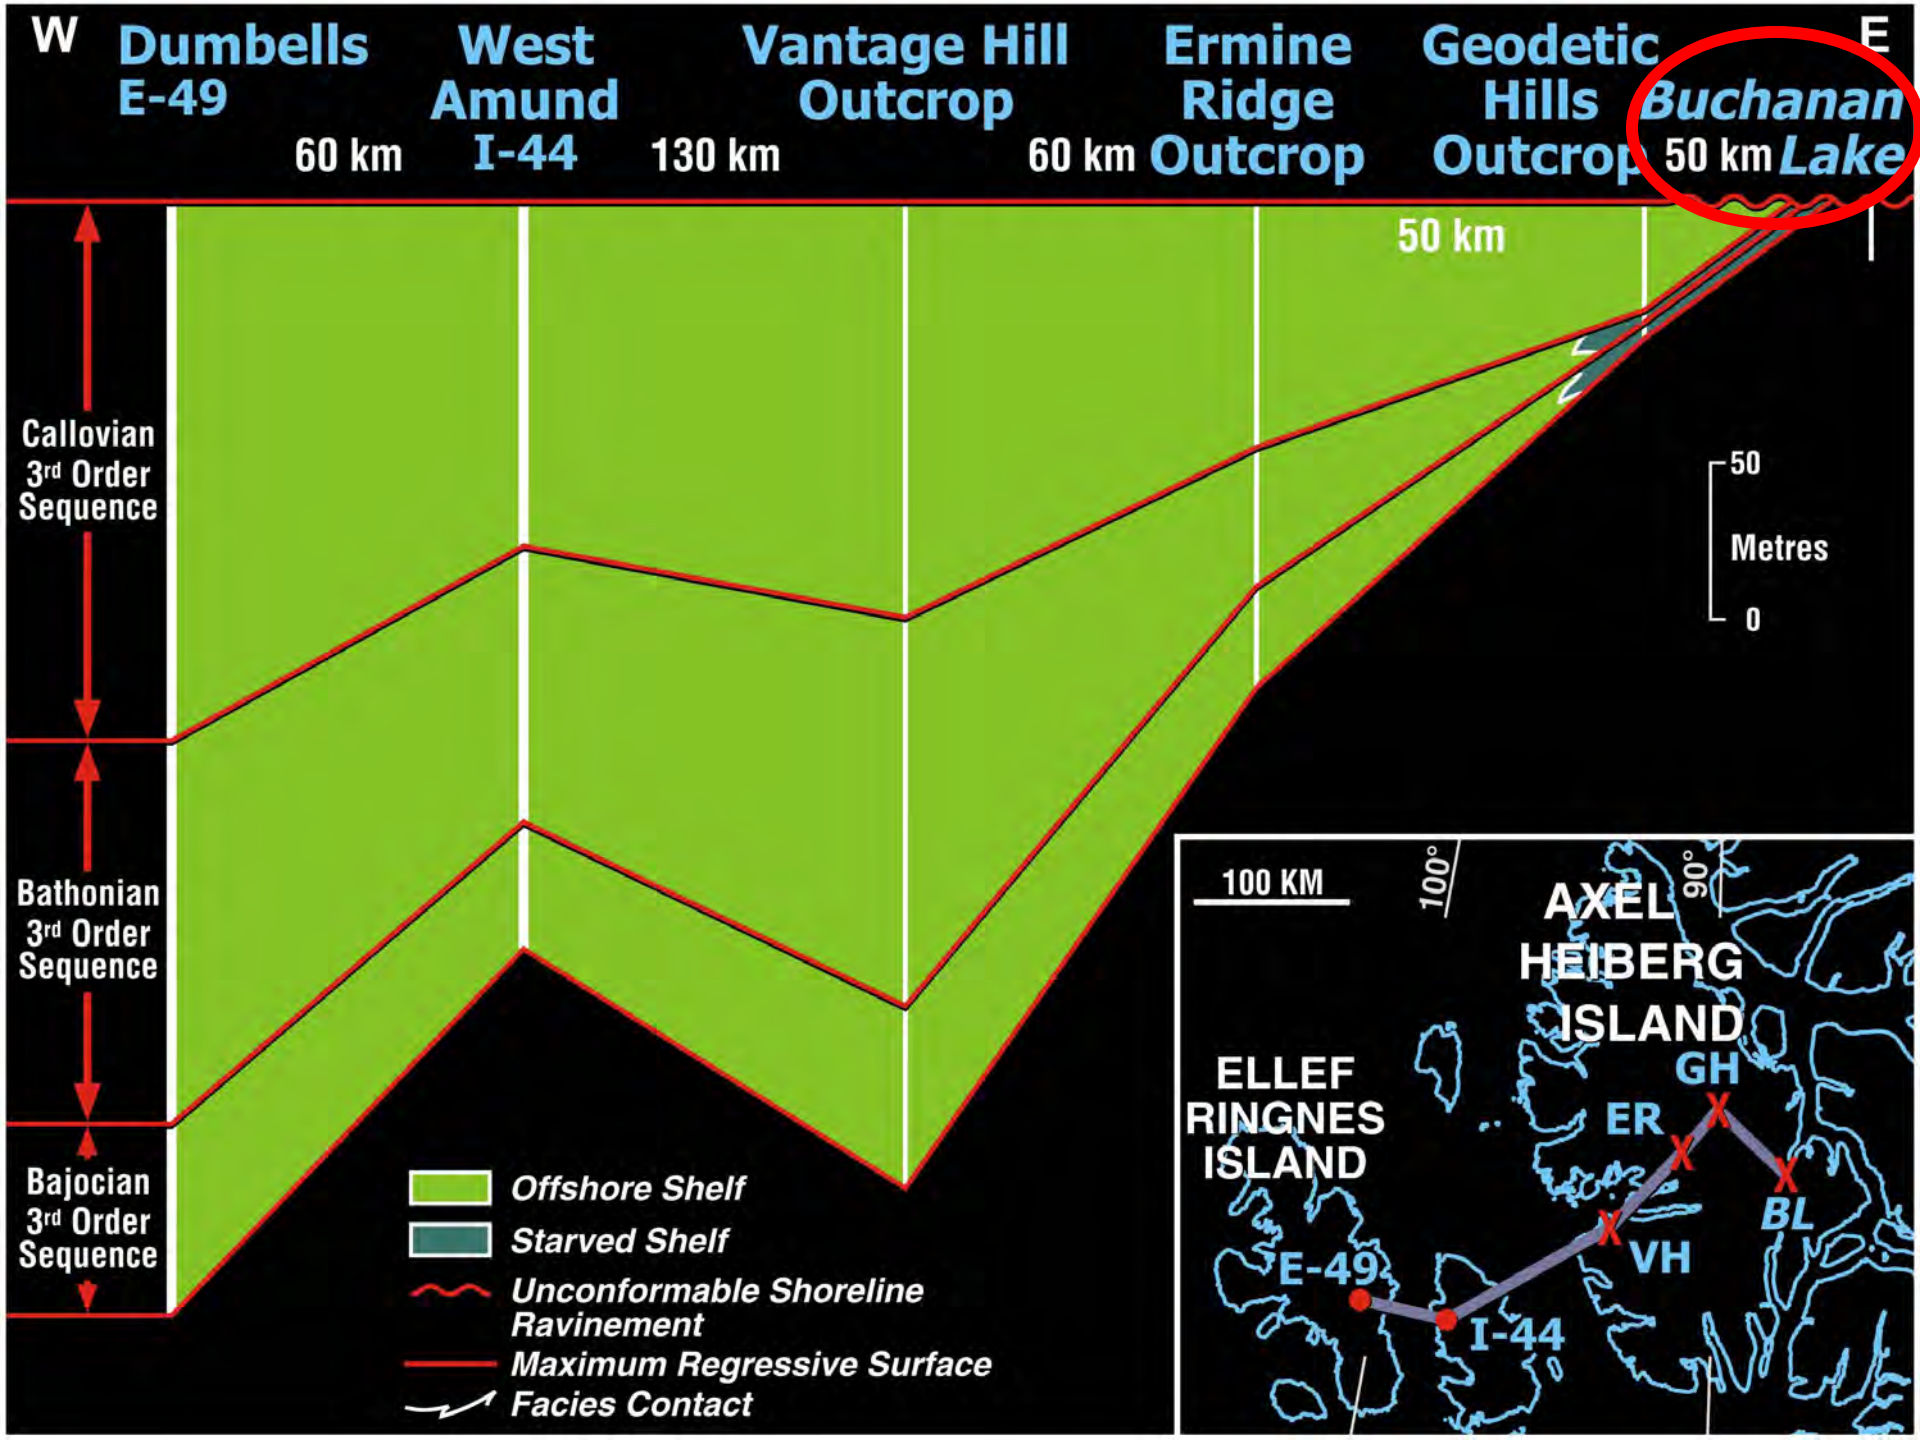 W
E
Dumbells
E-49
West
Amund
I-44
Vantage Hill
Outcrop
Ermine
Ridge
Outcrop
Geodetic
Hills
Outcrop
Buchanan
Lake
60 km
130 km
60 km
50 km
50 km
Callovian
3rd Order
Sequence
Bathonian
3rd Order
Sequence
Bajocian
3rd Order
Sequence
50
Metres
0
Offshore Shelf
Starved Shelf
Unconformable Shoreline
Ravinement
Maximum Regressive Surface
Facies Contact
100 KM
100°
90°
AXEL
HEIBERG
ISLAND
ELLEF
RINGNES
ISLAND
GH
ER
BL
VH
E-49
I-44